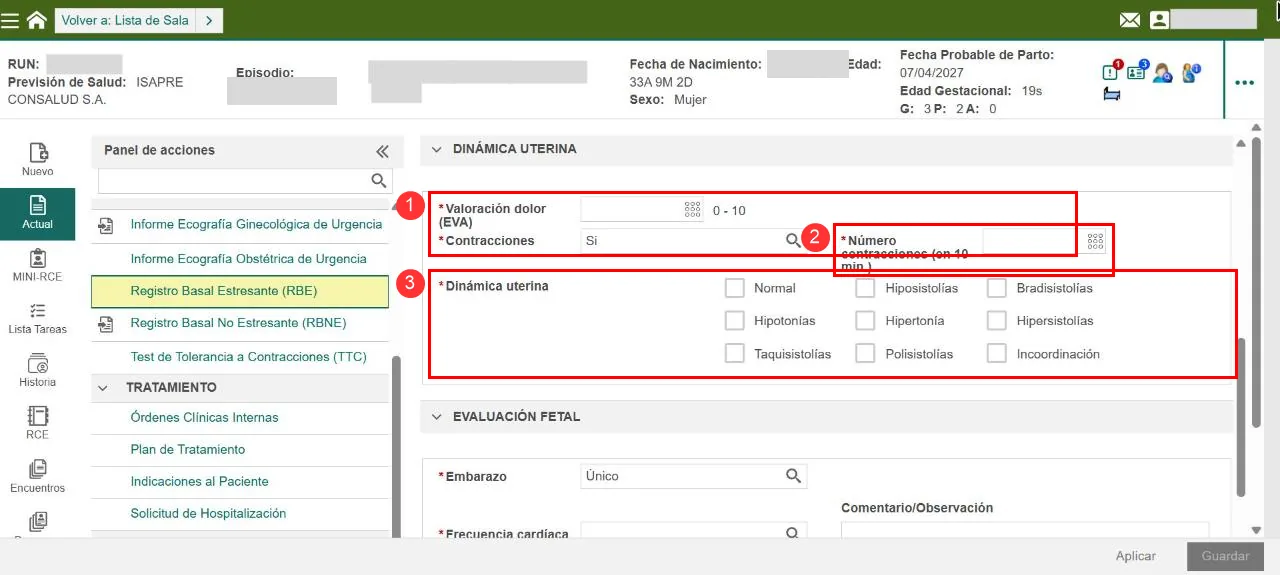 Volver a: Lista de Sala
RUN:
Previsión de Salud: ISAPRE
CONSALUD S.A.
Episodio:
Fecha de Nacimiento: Edad:
33A 9M 2D
Sexo: Mujer
Fecha Probable de Parto:
07/04/2027
Edad Gestacional: 19s
G: 3 P: 2 A: 0
1
3
Nuevo
Actual
MINI-RCE
Lista Tareas
Historia
RCE
Encuentros
Panel de acciones
Informe Ecografía Ginecológica de Urgencia
Informe Ecografía Obstétrica de Urgencia
Registro Basal Estresante (RBE)
Registro Basal No Estresante (RBNE)
Test de Tolerancia a Contracciones (TTC)
TRATAMIENTO
Órdenes Clínicas Internas
Plan de Tratamiento
Indicaciones al Paciente
Solicitud de Hospitalización
DINÁMICA UTERINA
1
* Valoración dolor
(EVA)
0 - 10
* Contracciones
Si
2
* Número
contracciones (en 10
min.)
3
* Dinámica uterina
Normal
Hiposistolías
Bradisistolías
Hipotonías
Hipertonía
Hipersistolías
Taquisistolías
Polisistolías
Incoordinación
EVALUACIÓN FETAL
* Embarazo
Único
Comentario/Observación
* Frecuencia cardíaca
Aplicar
Guardar